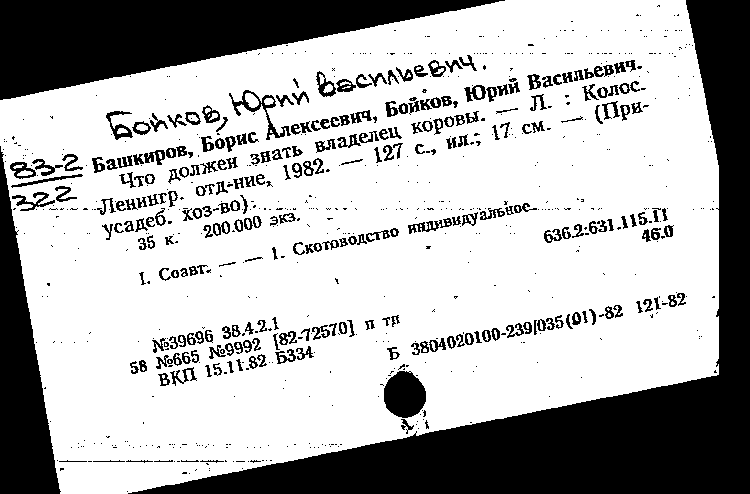 Бойков, Юрий Васильевич.
83-2
322
Башкиров, Борис Алексеевич, Бойков, Юрий Васильевич.
Что должен знать владелец коровы. — Л. : Колос.
Ленингр. отд-ние, 1982. — 127 с., ил.; 17 см. — (При-
усадеб. хоз-во).
35 к. 200.000 экз.
I. Соавт. — — 1. Скотоводство индивидуальное
636.2:631.115.11
46.0
№39696 38.4.2.1
58 №665 №9992 [82-72570] п тп
ВКП 15.11.82 Б334
Б 3804020100-239/035(01)-82 121-82